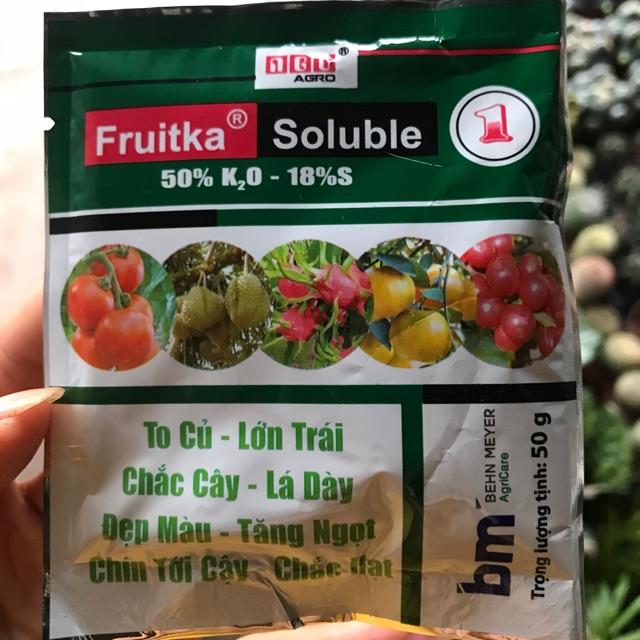 AGRO ®
Fruitka® Soluble
1
50% K₂O - 18%S
To Củ - Lớn Trái
Chắc Cây - Lá Dày
Đẹp Màu - Tăng Ngọt
Chín Tới Cậy - Chắc Hạt
bm
BEHN MEYER
AgriCare
Trọng lượng tịnh: 50 g